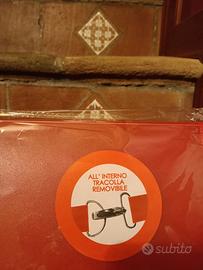 ALL' INTERNO
TRACOLLA
REMOVIBILE
subito